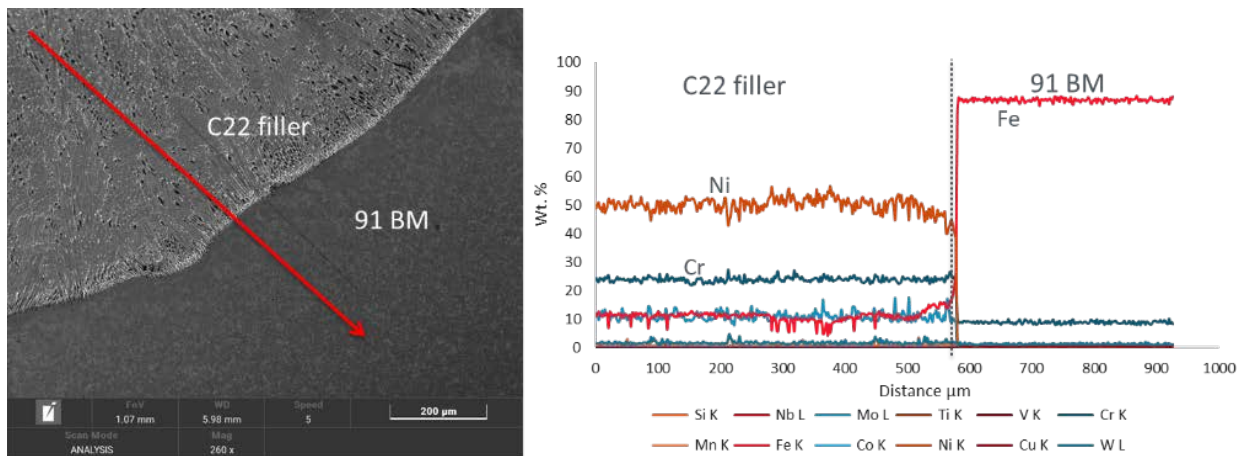 C22 filler
91 BM
FoV
1.07 mm
WD
5.98 mm
Speed
5
200 μm
Scan Mode
ANALYSIS
Mag
260 x
C22 filler
91 BM
Fe
Ni
Cr
Wt. %
100
90
80
70
60
50
40
30
20
10
0
0 100 200 300 400 500 600 700 800 900 1000
Distance μm
Si K Nb L Mo L Ti K V K Cr K
Mn K Fe K Co K Ni K Cu K W L